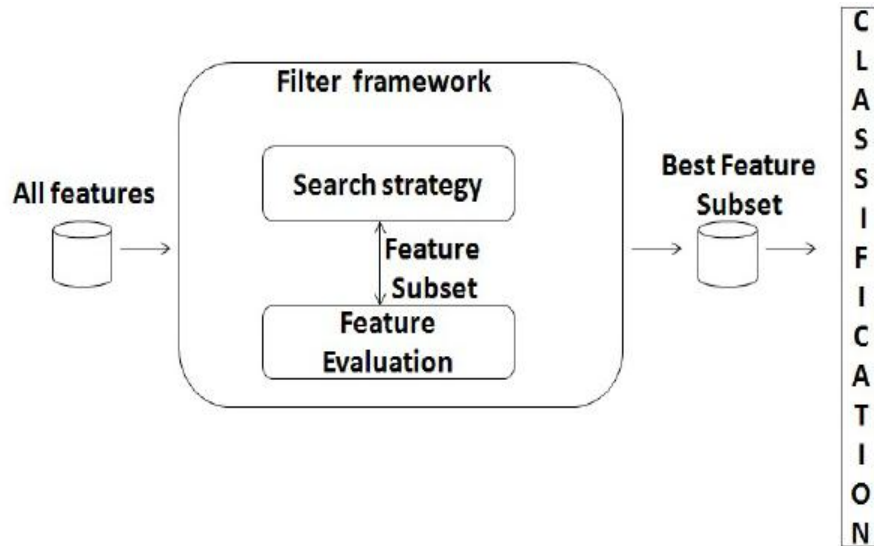 Filter framework
All features
Search strategy
Feature
Subset
Feature
Evaluation
Best Feature
Subset
C
L
A
S
S
I
F
I
C
A
T
I
O
N